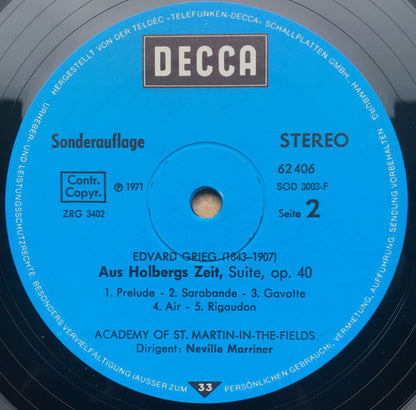 HERGESTELLT VON DER TELDEC »TELEFUNKEN-DECCA« SCHALLPLATTEN GMBH., HAMBURG
DECCA
Sonderauflage
STEREO
Contr.
Copyr.
℗ 1971
ZRG 3402
62 406
SOD 3003-F
Seite 2
EDVARD GRIEG (1843-1907)
Aus Holbergs Zeit, Suite, op. 40
1. Prelude - 2. Sarabande - 3. Gavotte
4. Air - 5. Rigaudon
ACADEMY OF ST. MARTIN-IN-THE-FIELDS
Dirigent: Neville Marriner
33
URHEBER- UND LEISTUNGSSCHUTZRECHTE BESONDERS VERVIELFÄLTIGUNG (AUSSER ZUM
PERSÖNLICHEN GEBRAUCH), VERMIETUNG, AUFFÜHRUNG, SENDUNG VORBEHALTEN